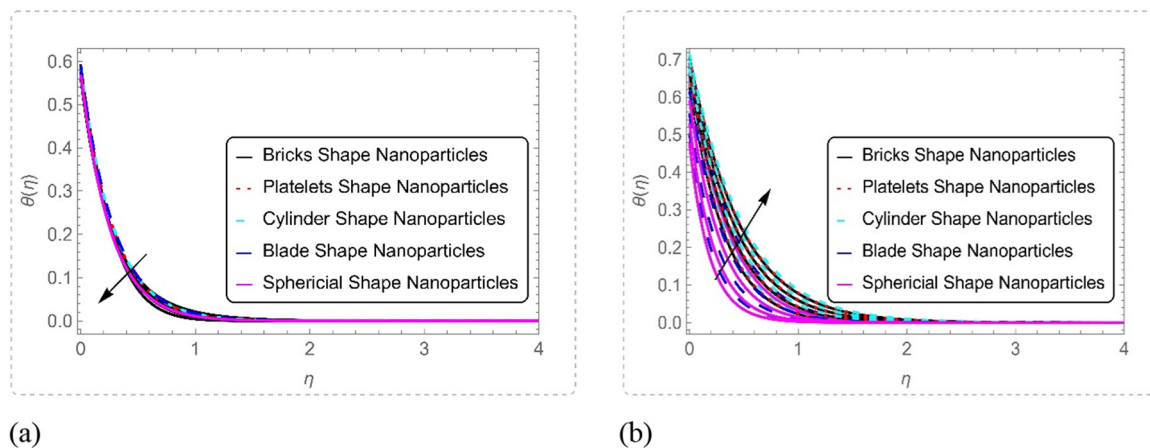 0.6
0.5
0.4
0.3
0.2
0.1
0.0
θ(η)
Bricks Shape Nanoparticles
Platelets Shape Nanoparticles
Cylinder Shape Nanoparticles
Blade Shape Nanoparticles
Sphericial Shape Nanoparticles
0 1 2 3 4
η
(a)
0.7
0.6
0.5
0.4
0.3
0.2
0.1
0.0
θ(η)
Bricks Shape Nanoparticles
Platelets Shape Nanoparticles
Cylinder Shape Nanoparticles
Blade Shape Nanoparticles
Sphericial Shape Nanoparticles
0 1 2 3 4
η
(b)